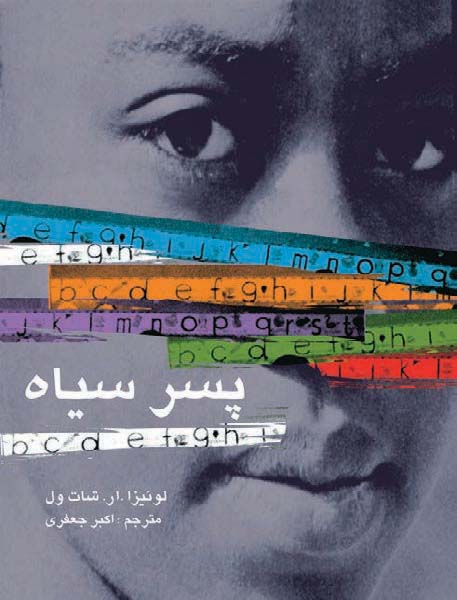 d e f g h i j k l m n o p q
e f g h
b c d e f g h i j k l
j k l m n o p q r s t
b c d e f g h i
i j k l
پسر سیاه
b c d e f g h i
لوئیزا .ار. شات ول
مترجم : اکبر جعفری